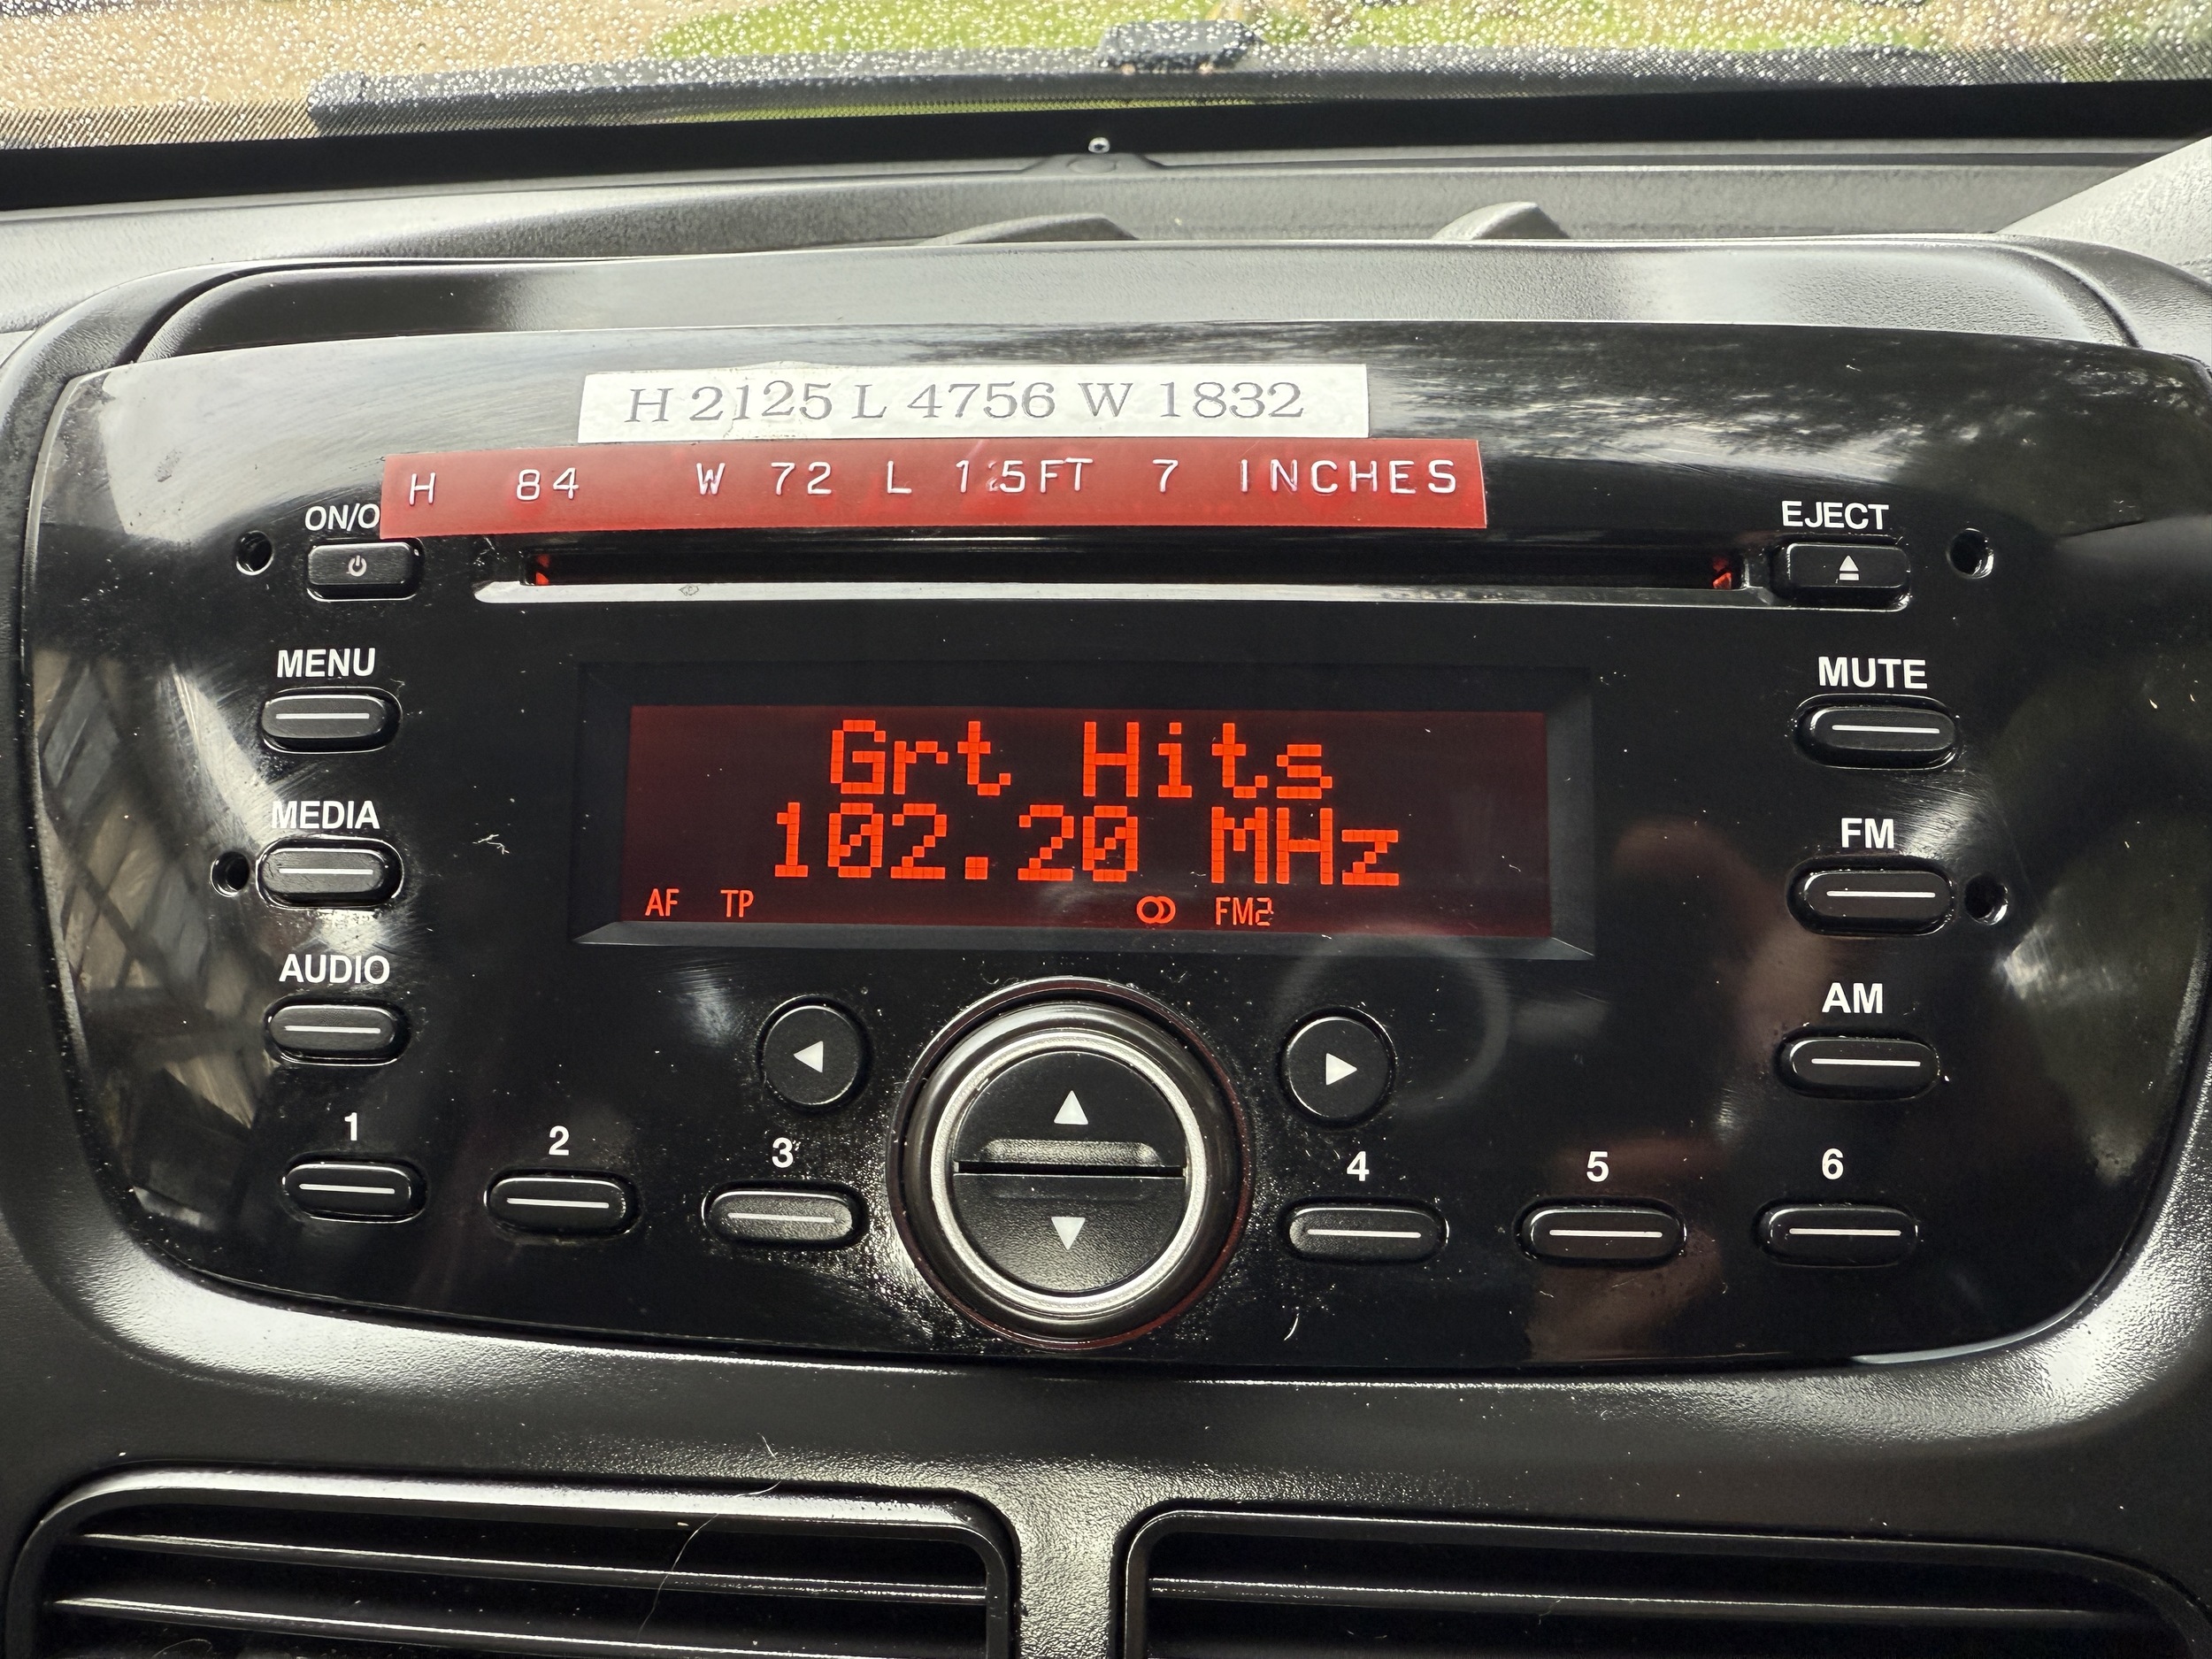 H 2125 L 4756 W 1832
H 84 W 72 L 15FT 7 INCHES
ON/O
EJECT
MENU
MUTE
Grt Hits
102.20 MHz
MEDIA
FM
AF TP FM2
AUDIO
AM
1 2 3 4 5 6